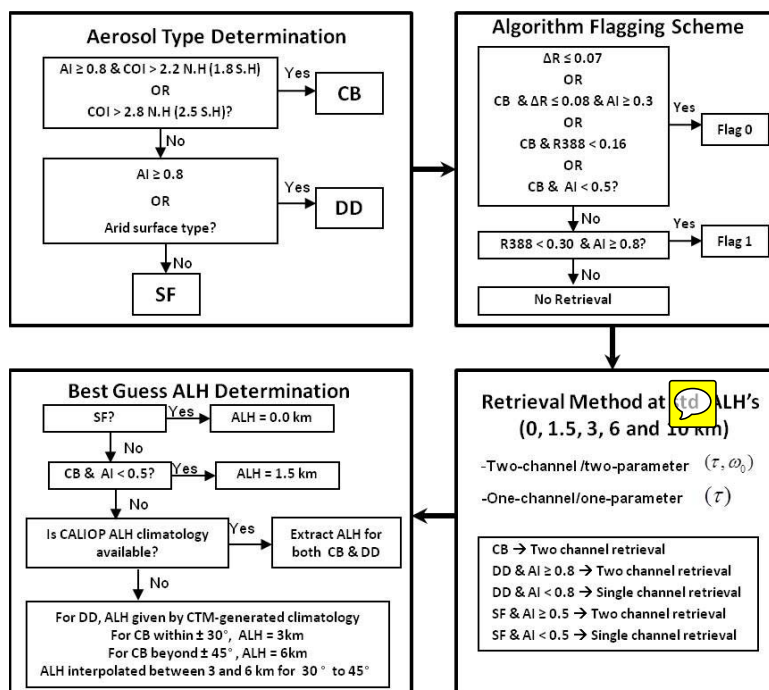 Aerosol Type Determination
AI ≥ 0.8 & COI > 2.2 N.H (1.8 S.H)
OR
COI > 2.8 N.H (2.5 S.H)?
Yes
CB
No
AI ≥ 0.8
OR
Arid surface type?
Yes
DD
No
SF
Algorithm Flagging Scheme
ΔR ≤ 0.07
OR
CB & ΔR ≤ 0.08 & AI ≥ 0.3
OR
CB & R388 < 0.16
OR
CB & AI < 0.5?
Yes
Flag 0
No
R388 < 0.30 & AI ≥ 0.8?
Yes
Flag 1
No
No Retrieval
Best Guess ALH Determination
SF?
Yes
ALH = 0.0 km
No
CB & AI < 0.5?
Yes
ALH = 1.5 km
No
Is CALIOP ALH climatology
available?
Yes
Extract ALH for
both CB & DD
No
For DD, ALH given by CTM-generated climatology
For CB within ± 30°, ALH = 3km
For CB beyond ± 45°, ALH = 6km
ALH interpolated between 3 and 6 km for 30 ° to 45°
Retrieval Method at std ALH's
(0, 1.5, 3, 6 and 10 km)
-Two-channel/two-parameter (τ, ω₀)
-One-channel/one-parameter (τ)
CB → Two channel retrieval
DD & AI ≥ 0.8 → Two channel retrieval
DD & AI < 0.8 → Single channel retrieval
SF & AI ≥ 0.5 → Two channel retrieval
SF & AI < 0.5 → Single channel retrieval